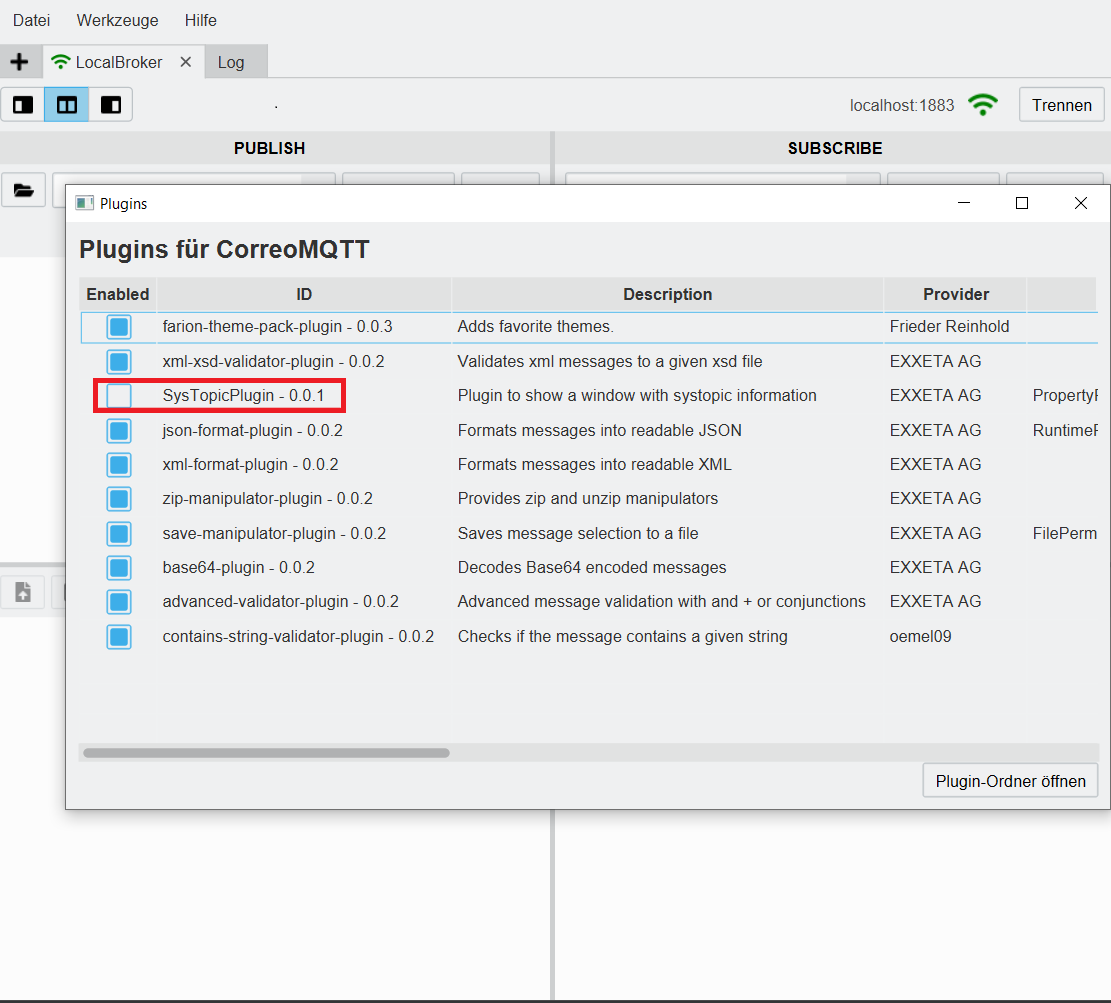 Datei Werkzeuge Hilfe
LocalBroker Log
localhost:1883 Trennen
PUBLISH SUBSCRIBE
Plugins
Plugins für CorreoMQTT
Enabled ID Description Provider
farion-theme-pack-plugin - 0.0.3 Adds favorite themes. Frieder Reinhold
xml-xsd-validator-plugin - 0.0.2 Validates xml messages to a given xsd file EXXETA AG
SysTopicPlugin - 0.0.1 Plugin to show a window with systopic information EXXETA AG Property
json-format-plugin - 0.0.2 Formats messages into readable JSON EXXETA AG Runtime
xml-format-plugin - 0.0.2 Formats messages into readable XML EXXETA AG
zip-manipulator-plugin - 0.0.2 Provides zip and unzip manipulators EXXETA AG
save-manipulator-plugin - 0.0.2 Saves message selection to a file EXXETA AG FilePerm
base64-plugin - 0.0.2 Decodes Base64 encoded messages EXXETA AG
advanced-validator-plugin - 0.0.2 Advanced message validation with and + or conjunctions EXXETA AG
contains-string-validator-plugin - 0.0.2 Checks if the message contains a given string oemel09
Plugin-Ordner öffnen